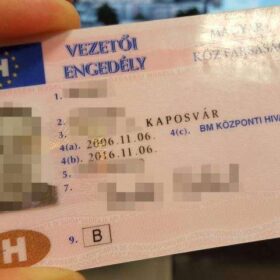 H
VEZETŐI
ENGEDÉLY
MAGYAR
KÖZTÁRSASÁG
1.
2.
3. KAPOSVÁR
4(a). 2006.11.06. 4(c). BM KÖZPONTI HIVA
4(b). 2016.11.06.
5.
7.
H
9. B